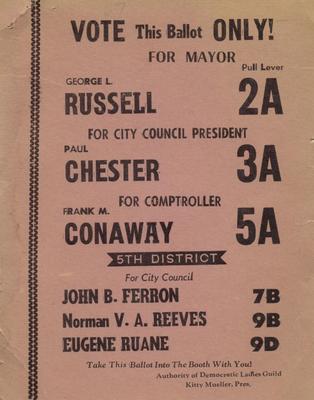 VOTE This Ballot ONLY!
FOR MAYOR
Pull Lever
GEORGE L.
RUSSELL 2A
FOR CITY COUNCIL PRESIDENT
PAUL
CHESTER 3A
FOR COMPTROLLER
FRANK M.
CONAWAY 5A
5TH DISTRICT
For City Council
JOHN B. FERRON 7B
Norman V. A. REEVES 9B
EUGENE RUANE 9D
Take This Ballot Into The Booth With You!
Authority of Democratic Ladies Guild
Kitty Mueller, Pres.